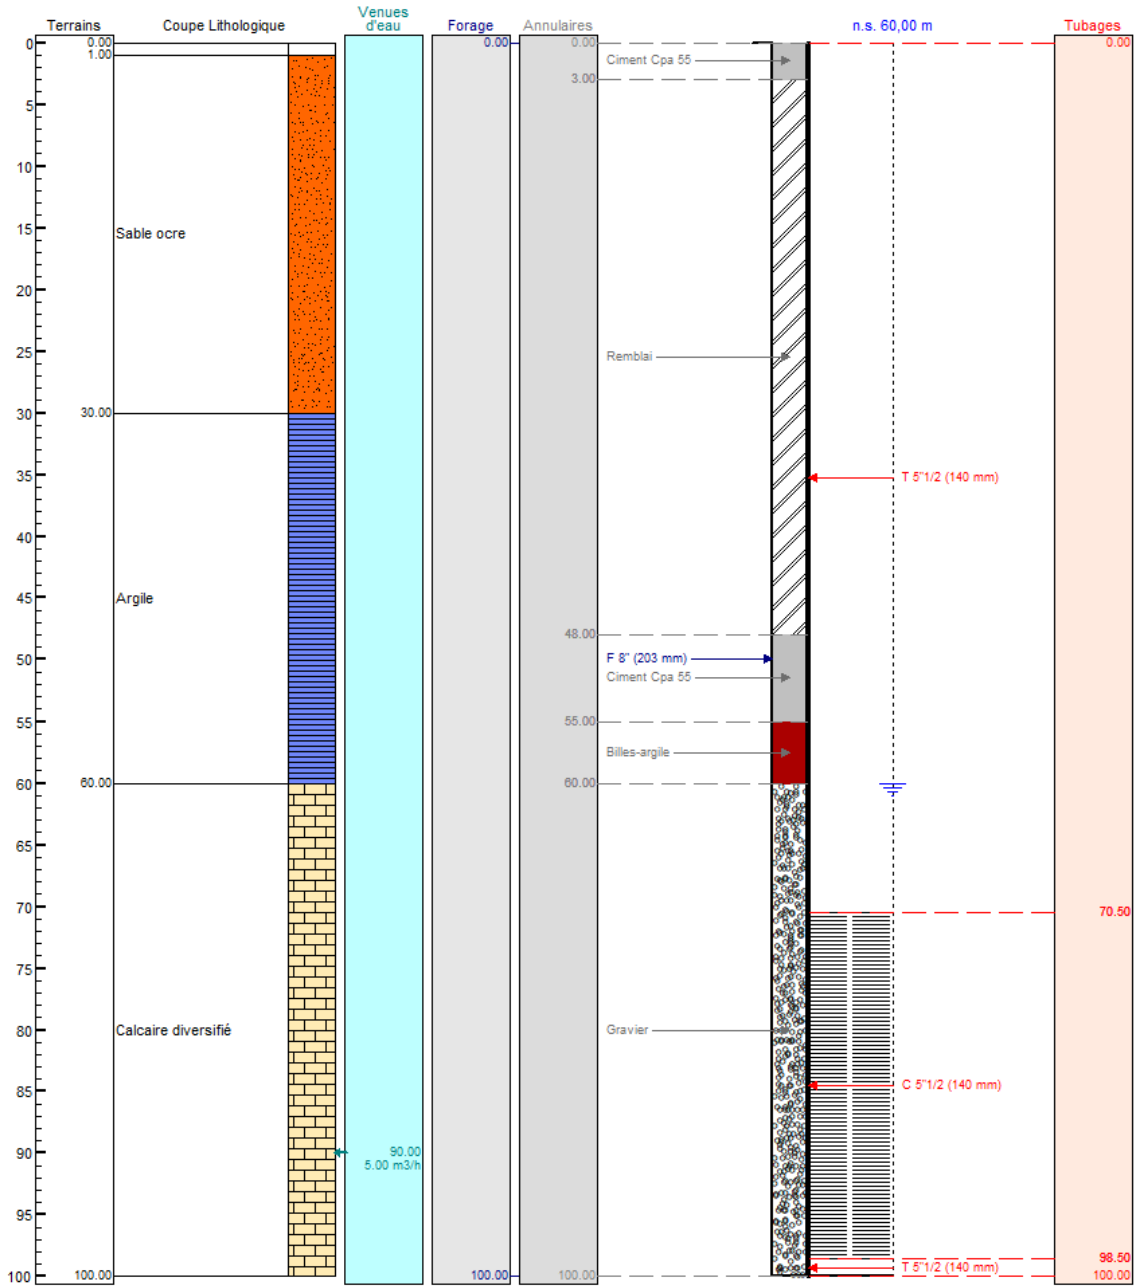 Terrains
Coupe Lithologique
Venues
d'eau
Forage
Annulaires
n.s. 60,00 m
Tubages
0
5
10
15
20
25
30
35
40
45
50
55
60
65
70
75
80
85
90
95
100
0.00
1.00
30.00
60.00
100.00
Sable ocre
Argile
Calcaire diversifié
90.00
5.00 m3/h
0.00
100.00
0.00
3.00
48.00
55.00
60.00
100.00
Ciment Cpa 55
Remblai
F 8" (203 mm)
Ciment Cpa 55
Billes-argile
Gravier
T 5"1/2 (140 mm)
C 5"1/2 (140 mm)
T 5"1/2 (140 mm)
0.00
70.50
98.50
100.00